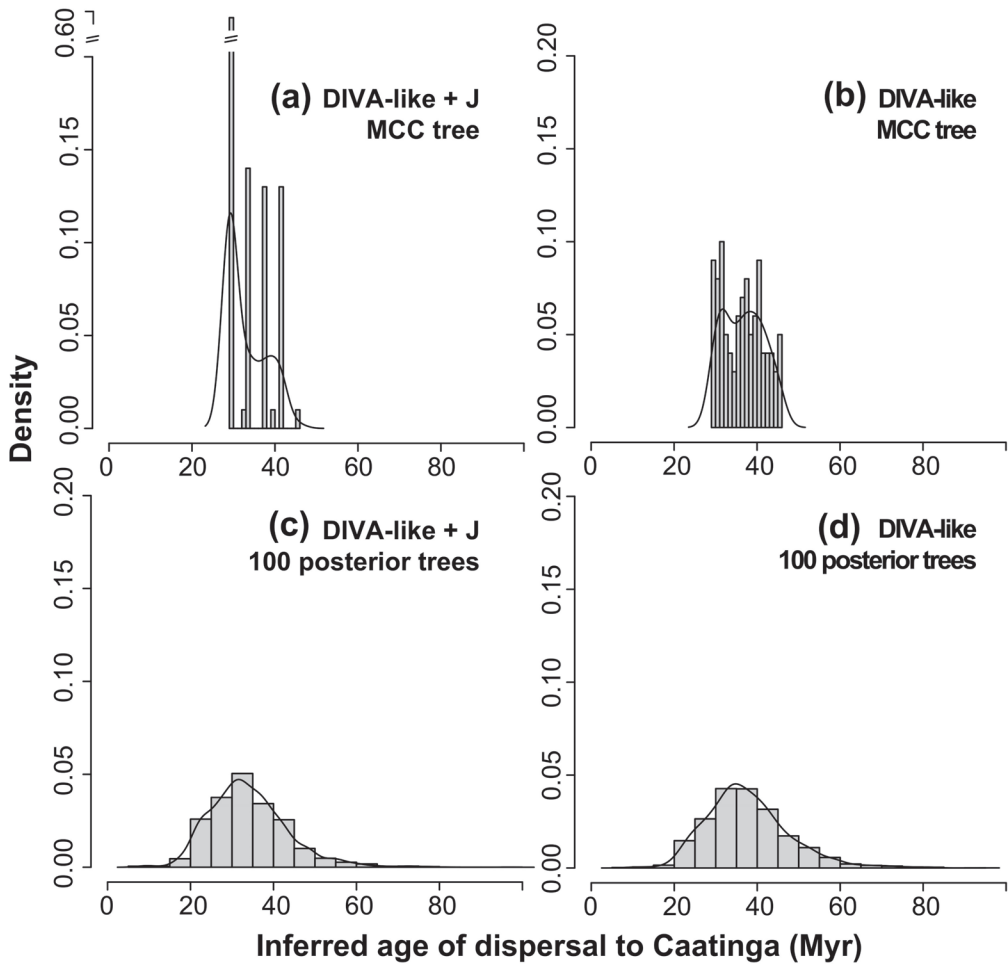 0.60
0.15
0.10
0.05
0.00
(a) DIVA-like + J
MCC tree
0 20 40 60 80
0.20
0.15
0.10
0.05
0.00
(b) DIVA-like
MCC tree
0 20 40 60 80
Density
0.20
0.15
0.10
0.05
0.00
(c) DIVA-like + J
100 posterior trees
0 20 40 60 80
0.20
0.15
0.10
0.05
0.00
(d) DIVA-like
100 posterior trees
0 20 40 60 80
Inferred age of dispersal to Caatinga (Myr)